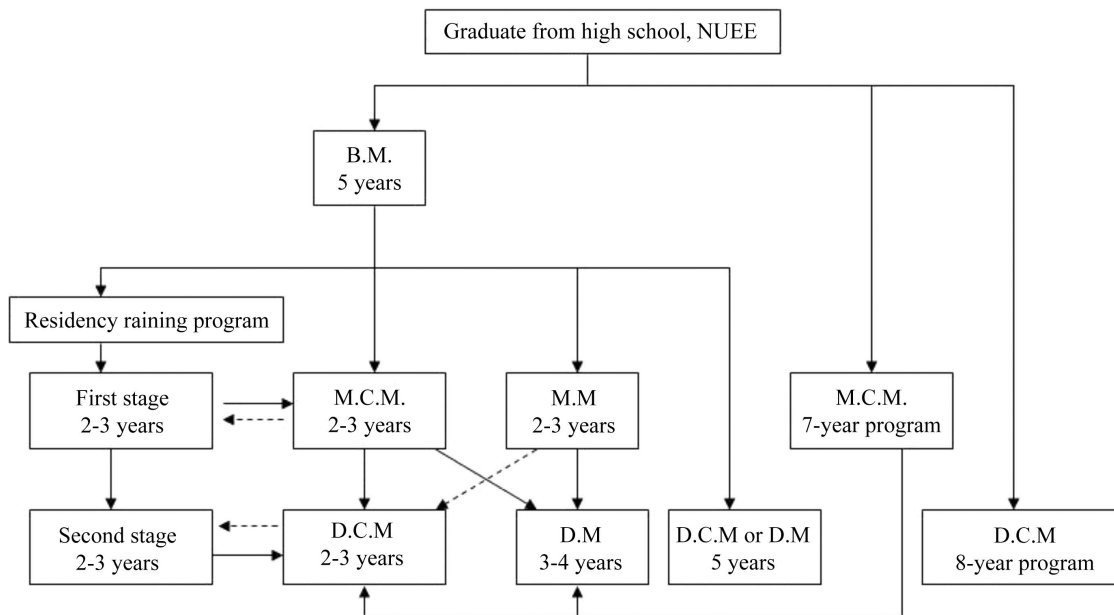 Graduate from high school, NUEE
B.M.
5 years
Residency raining program
First stage
2-3 years
M.C.M.
2-3 years
M.M
2-3 years
M.C.M.
7-year program
Second stage
2-3 years
D.C.M
2-3 years
D.M
3-4 years
D.C.M or D.M
5 years
D.C.M
8-year program